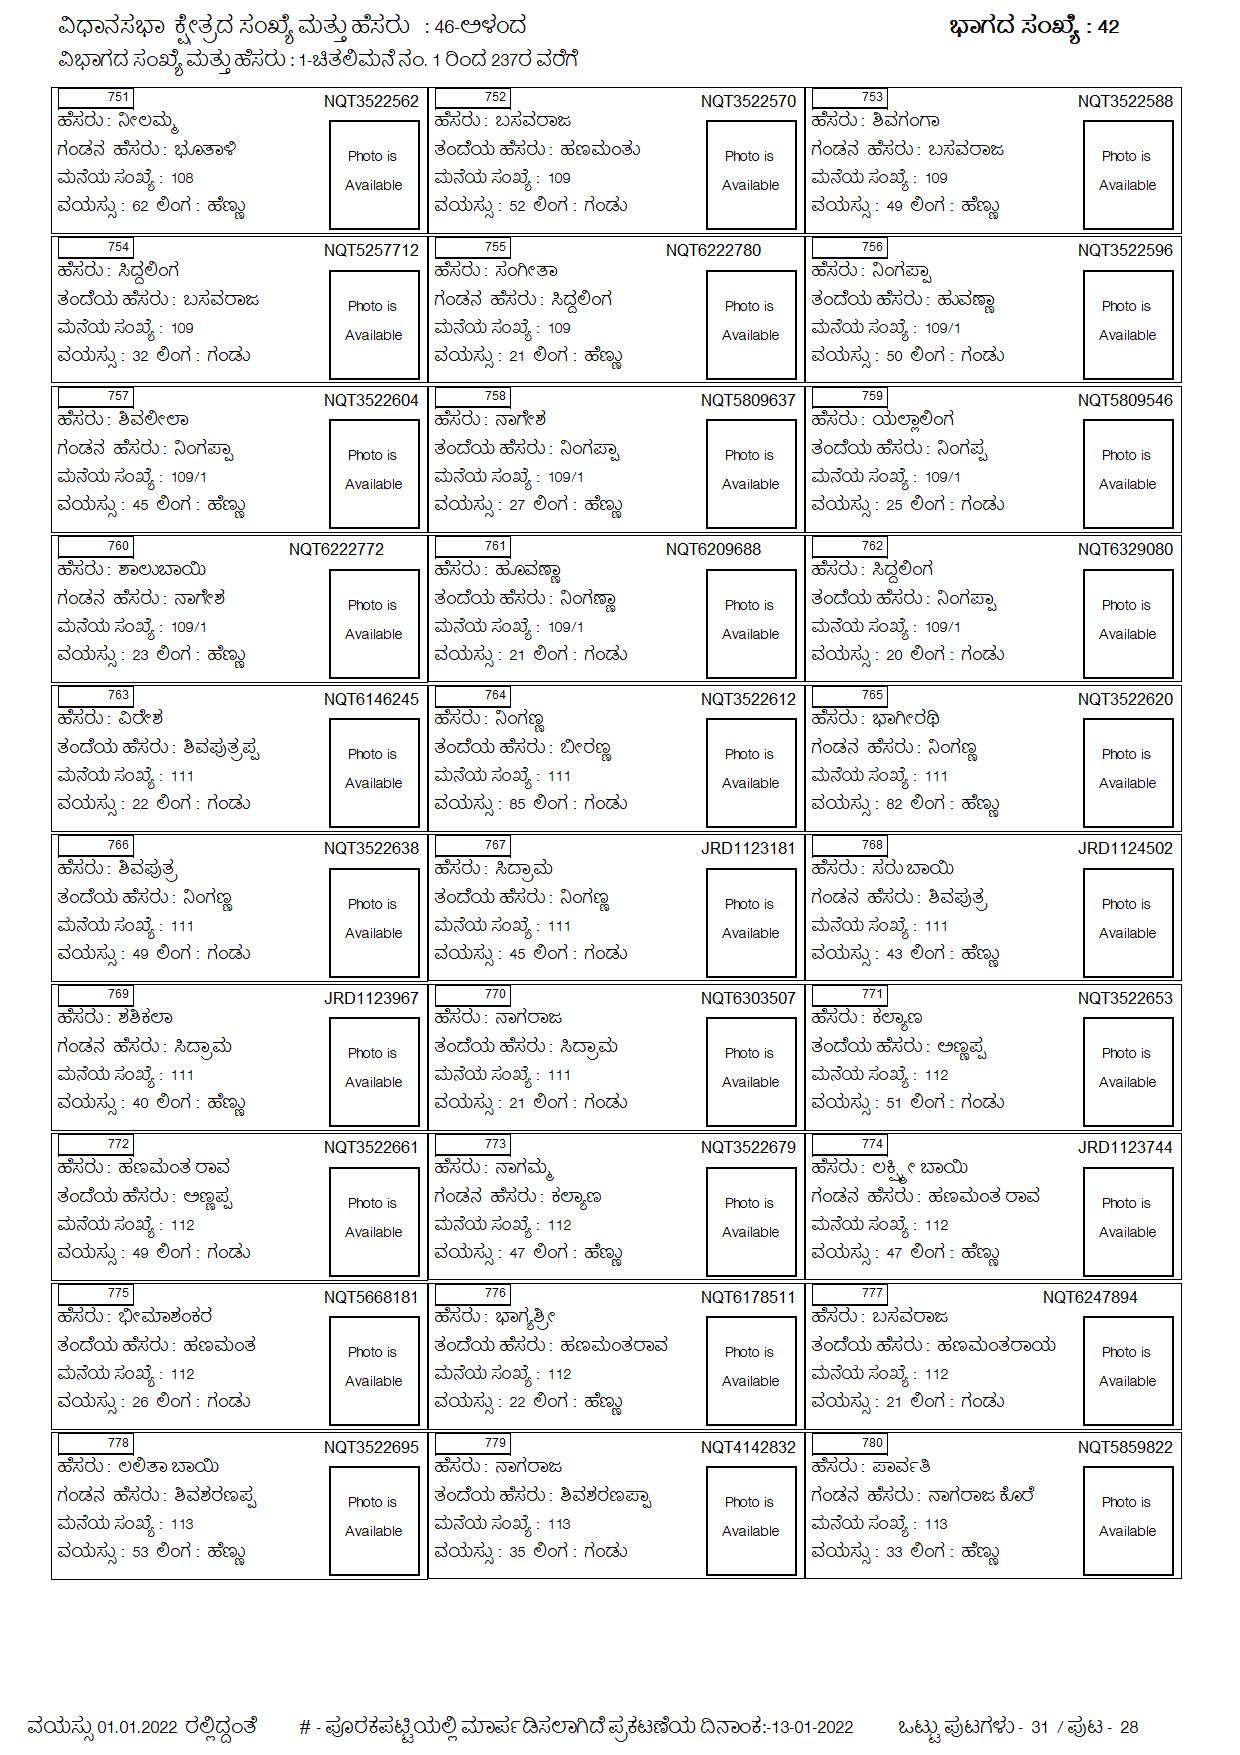 ವಿಧಾನಸಭಾ ಕ್ಷೇತ್ರದ ಸಂಖ್ಯೆ ಮತ್ತು ಹೆಸರು : 46-ಅಳಂದ ಭಾಗದ ಸಂಖ್ಯೆ : 42
ವಿಭಾಗದ ಸಂಖ್ಯೆ ಮತ್ತು ಹೆಸರು : 1-ಚಿತಲಿಮನೆ ನಂ. 1 ರಿಂದ 237ರ ವರೆಗೆ
751 NQT3522562
ಹೆಸರು : ನೀಲಮ್ಮ
ಗಂಡನ ಹೆಸರು : ಭೂತಾಳಿ
ಮನೆಯ ಸಂಖ್ಯೆ : 108
ವಯಸ್ಸು : 62 ಲಿಂಗ : ಹೆಣ್ಣು
Photo is
Available
752 NQT3522570
ಹೆಸರು : ಬಸವರಾಜ
ತಂದೆಯ ಹೆಸರು : ಹಣಮಂತು
ಮನೆಯ ಸಂಖ್ಯೆ : 109
ವಯಸ್ಸು : 52 ಲಿಂಗ : ಗಂಡು
Photo is
Available
753 NQT3522588
ಹೆಸರು : ಶಿವಗಂಗಾ
ಗಂಡನ ಹೆಸರು : ಬಸವರಾಜ
ಮನೆಯ ಸಂಖ್ಯೆ : 109
ವಯಸ್ಸು : 49 ಲಿಂಗ : ಹೆಣ್ಣು
Photo is
Available
754 NQT5257712
ಹೆಸರು : ಸಿದ್ದಲಿಂಗ
ತಂದೆಯ ಹೆಸರು : ಬಸವರಾಜ
ಮನೆಯ ಸಂಖ್ಯೆ : 109
ವಯಸ್ಸು : 32 ಲಿಂಗ : ಗಂಡು
Photo is
Available
755 NQT6222780
ಹೆಸರು : ಸಂಗೀತಾ
ಗಂಡನ ಹೆಸರು : ಸಿದ್ದಲಿಂಗ
ಮನೆಯ ಸಂಖ್ಯೆ : 109
ವಯಸ್ಸು : 21 ಲಿಂಗ : ಹೆಣ್ಣು
Photo is
Available
756 NQT3522596
ಹೆಸರು : ನಿಂಗಪ್ಪಾ
ತಂದೆಯ ಹೆಸರು : ಹುವಣ್ಣಾ
ಮನೆಯ ಸಂಖ್ಯೆ : 109/1
ವಯಸ್ಸು : 50 ಲಿಂಗ : ಗಂಡು
Photo is
Available
757 NQT3522604
ಹೆಸರು : ಶಿವಲೀಲಾ
ಗಂಡನ ಹೆಸರು : ನಿಂಗಪ್ಪಾ
ಮನೆಯ ಸಂಖ್ಯೆ : 109/1
ವಯಸ್ಸು : 45 ಲಿಂಗ : ಹೆಣ್ಣು
Photo is
Available
758 NQT5809637
ಹೆಸರು : ನಾಗೇಶ
ತಂದೆಯ ಹೆಸರು : ನಿಂಗಪ್ಪಾ
ಮನೆಯ ಸಂಖ್ಯೆ : 109/1
ವಯಸ್ಸು : 27 ಲಿಂಗ : ಹೆಣ್ಣು
Photo is
Available
759 NQT5809546
ಹೆಸರು : ಯಲ್ಲಾಲಿಂಗ
ತಂದೆಯ ಹೆಸರು : ನಿಂಗಪ್ಪ
ಮನೆಯ ಸಂಖ್ಯೆ : 109/1
ವಯಸ್ಸು : 25 ಲಿಂಗ : ಗಂಡು
Photo is
Available
760 NQT6222772
ಹೆಸರು : ಶಾಲುಬಾಯಿ
ಗಂಡನ ಹೆಸರು : ನಾಗೇಶ
ಮನೆಯ ಸಂಖ್ಯೆ : 109/1
ವಯಸ್ಸು : 23 ಲಿಂಗ : ಹೆಣ್ಣು
Photo is
Available
761 NQT6209688
ಹೆಸರು : ಹೂವಣ್ಣಾ
ತಂದೆಯ ಹೆಸರು : ನಿಂಗಣ್ಣಾ
ಮನೆಯ ಸಂಖ್ಯೆ : 109/1
ವಯಸ್ಸು : 21 ಲಿಂಗ : ಗಂಡು
Photo is
Available
762 NQT6329080
ಹೆಸರು : ಸಿದ್ದಲಿಂಗ
ತಂದೆಯ ಹೆಸರು : ನಿಂಗಪ್ಪಾ
ಮನೆಯ ಸಂಖ್ಯೆ : 109/1
ವಯಸ್ಸು : 20 ಲಿಂಗ : ಗಂಡು
Photo is
Available
763 NQT6146245
ಹೆಸರು : ವಿರೇಶ
ತಂದೆಯ ಹೆಸರು : ಶಿವಪುತ್ರಪ್ಪ
ಮನೆಯ ಸಂಖ್ಯೆ : 111
ವಯಸ್ಸು : 22 ಲಿಂಗ : ಗಂಡು
Photo is
Available
764 NQT3522612
ಹೆಸರು : ನಿಂಗಣ್ಣ
ತಂದೆಯ ಹೆಸರು : ಬೀರಣ್ಣ
ಮನೆಯ ಸಂಖ್ಯೆ : 111
ವಯಸ್ಸು : 85 ಲಿಂಗ : ಗಂಡು
Photo is
Available
765 NQT3522620
ಹೆಸರು : ಭಾಗೀರಥಿ
ಗಂಡನ ಹೆಸರು : ನಿಂಗಣ್ಣ
ಮನೆಯ ಸಂಖ್ಯೆ : 111
ವಯಸ್ಸು : 82 ಲಿಂಗ : ಹೆಣ್ಣು
Photo is
Available
766 NQT3522638
ಹೆಸರು : ಶಿವಪುತ್ರ
ತಂದೆಯ ಹೆಸರು : ನಿಂಗಣ್ಣ
ಮನೆಯ ಸಂಖ್ಯೆ : 111
ವಯಸ್ಸು : 49 ಲಿಂಗ : ಗಂಡು
Photo is
Available
767 JRD1123181
ಹೆಸರು : ಸಿದ್ರಾಮ
ತಂದೆಯ ಹೆಸರು : ನಿಂಗಣ್ಣ
ಮನೆಯ ಸಂಖ್ಯೆ : 111
ವಯಸ್ಸು : 45 ಲಿಂಗ : ಗಂಡು
Photo is
Available
768 JRD1124502
ಹೆಸರು : ಸರು ಬಾಯಿ
ಗಂಡನ ಹೆಸರು : ಶಿವಪುತ್ರ
ಮನೆಯ ಸಂಖ್ಯೆ : 111
ವಯಸ್ಸು : 43 ಲಿಂಗ : ಹೆಣ್ಣು
Photo is
Available
769 JRD1123967
ಹೆಸರು : ಶಶಿಕಲಾ
ಗಂಡನ ಹೆಸರು : ಸಿದ್ರಾಮ
ಮನೆಯ ಸಂಖ್ಯೆ : 111
ವಯಸ್ಸು : 40 ಲಿಂಗ : ಹೆಣ್ಣು
Photo is
Available
770 NQT6303507
ಹೆಸರು : ನಾಗರಾಜ
ತಂದೆಯ ಹೆಸರು : ಸಿದ್ರಾಮ
ಮನೆಯ ಸಂಖ್ಯೆ : 111
ವಯಸ್ಸು : 21 ಲಿಂಗ : ಗಂಡು
Photo is
Available
771 NQT3522653
ಹೆಸರು : ಕಲ್ಯಾಣ
ತಂದೆಯ ಹೆಸರು : ಅಣ್ಣಪ್ಪ
ಮನೆಯ ಸಂಖ್ಯೆ : 112
ವಯಸ್ಸು : 51 ಲಿಂಗ : ಗಂಡು
Photo is
Available
772 NQT3522661
ಹೆಸರು : ಹಣಮಂತ ರಾವ
ತಂದೆಯ ಹೆಸರು : ಅಣ್ಣಪ್ಪ
ಮನೆಯ ಸಂಖ್ಯೆ : 112
ವಯಸ್ಸು : 49 ಲಿಂಗ : ಗಂಡು
Photo is
Available
773 NQT3522679
ಹೆಸರು : ನಾಗಮ್ಮ
ಗಂಡನ ಹೆಸರು : ಕಲ್ಯಾಣ
ಮನೆಯ ಸಂಖ್ಯೆ : 112
ವಯಸ್ಸು : 47 ಲಿಂಗ : ಹೆಣ್ಣು
Photo is
Available
774 JRD1123744
ಹೆಸರು : ಲಕ್ಷ್ಮೀ ಬಾಯಿ
ಗಂಡನ ಹೆಸರು : ಹಣಮಂತ ರಾವ
ಮನೆಯ ಸಂಖ್ಯೆ : 112
ವಯಸ್ಸು : 47 ಲಿಂಗ : ಹೆಣ್ಣು
Photo is
Available
775 NQT5668181
ಹೆಸರು : ಭೀಮಾಶಂಕರ
ತಂದೆಯ ಹೆಸರು : ಹಣಮಂತ
ಮನೆಯ ಸಂಖ್ಯೆ : 112
ವಯಸ್ಸು : 26 ಲಿಂಗ : ಗಂಡು
Photo is
Available
776 NQT6178511
ಹೆಸರು : ಭಾಗ್ಯಶ್ರೀ
ತಂದೆಯ ಹೆಸರು : ಹಣಮಂತರಾವ
ಮನೆಯ ಸಂಖ್ಯೆ : 112
ವಯಸ್ಸು : 22 ಲಿಂಗ : ಹೆಣ್ಣು
Photo is
Available
777 NQT6247894
ಹೆಸರು : ಬಸವರಾಜ
ತಂದೆಯ ಹೆಸರು : ಹಣಮಂತರಾಯ
ಮನೆಯ ಸಂಖ್ಯೆ : 112
ವಯಸ್ಸು : 21 ಲಿಂಗ : ಗಂಡು
Photo is
Available
778 NQT3522695
ಹೆಸರು : ಲಲಿತಾ ಬಾಯಿ
ಗಂಡನ ಹೆಸರು : ಶಿವಶರಣಪ್ಪ
ಮನೆಯ ಸಂಖ್ಯೆ : 113
ವಯಸ್ಸು : 53 ಲಿಂಗ : ಹೆಣ್ಣು
Photo is
Available
779 NQT4142832
ಹೆಸರು : ನಾಗರಾಜ
ತಂದೆಯ ಹೆಸರು : ಶಿವಶರಣಪ್ಪಾ
ಮನೆಯ ಸಂಖ್ಯೆ : 113
ವಯಸ್ಸು : 35 ಲಿಂಗ : ಗಂಡು
Photo is
Available
780 NQT5859822
ಹೆಸರು : ಪಾರ್ವತಿ
ಗಂಡನ ಹೆಸರು : ನಾಗರಾಜ ಕೊರೆ
ಮನೆಯ ಸಂಖ್ಯೆ : 113
ವಯಸ್ಸು : 33 ಲಿಂಗ : ಹೆಣ್ಣು
Photo is
Available
ವಯಸ್ಸು 01.01.2022 ರಲ್ಲಿದ್ದಂತೆ # - ಪೂರಕಪಟ್ಟಿಯಲ್ಲಿ ಮಾರ್ಪಡಿಸಲಾಗಿದೆ ಪ್ರಕಟಣೆಯ ದಿನಾಂಕ:-13-01-2022 ಒಟ್ಟು ಪುಟಗಳು - 31 / ಪುಟ - 28